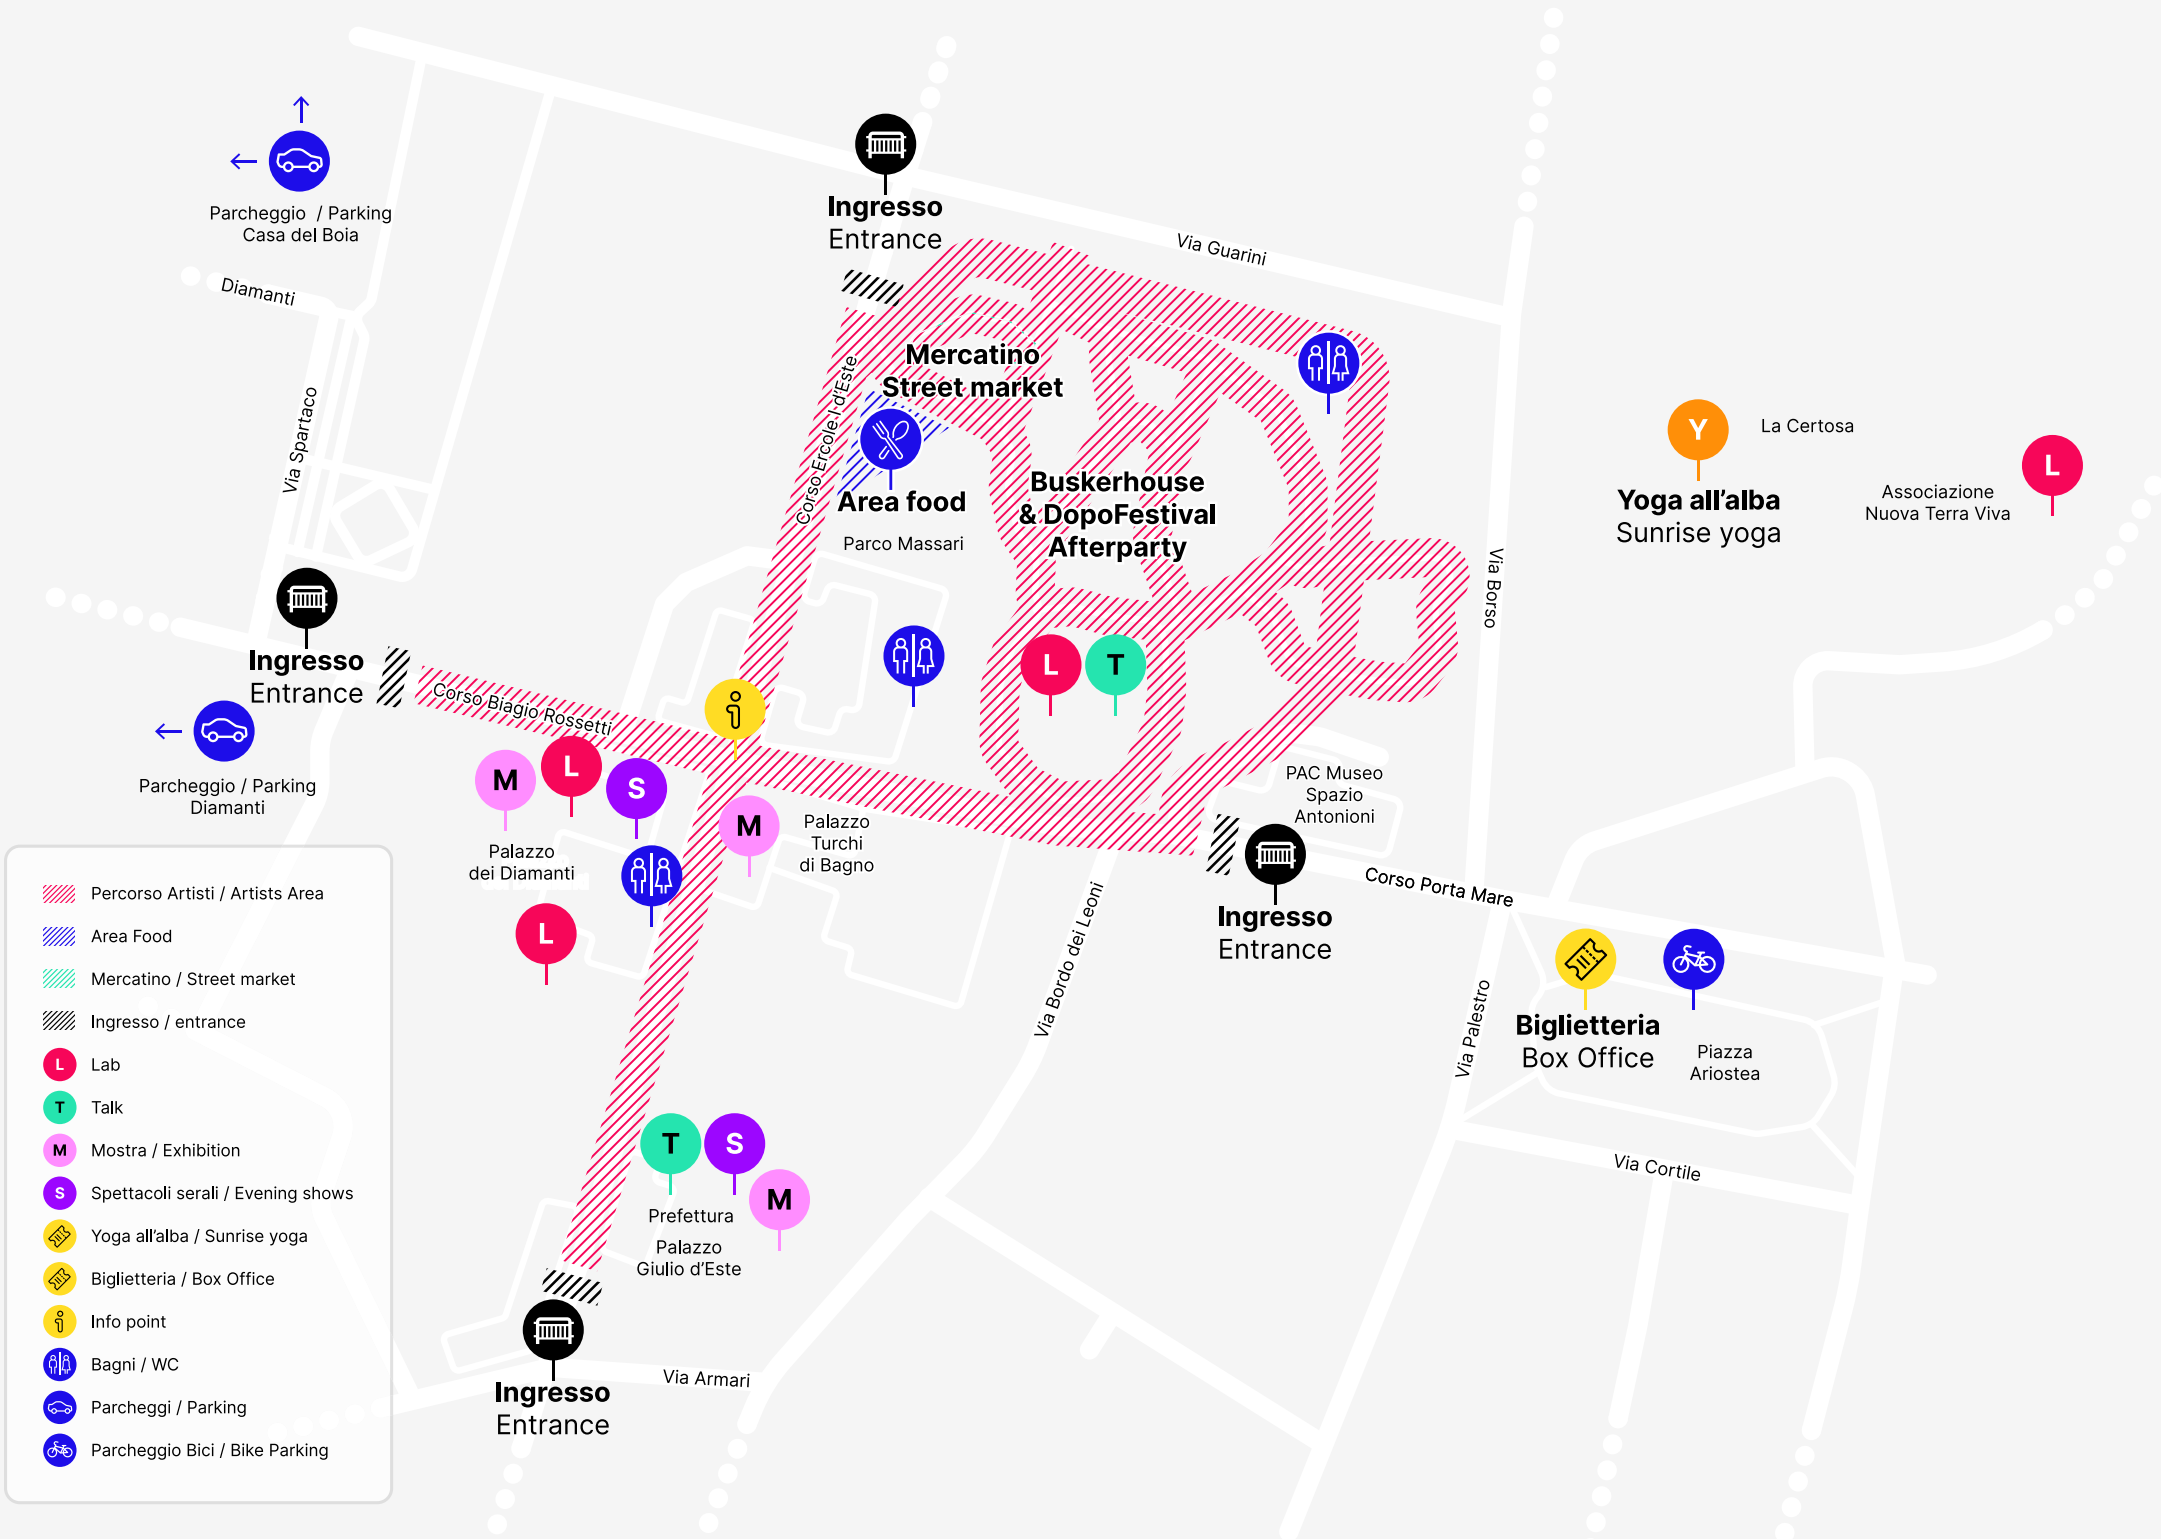 Parcheggio / Parking
Casa del Boia
Diamanti
Via Spartaco
Ingresso
Entrance
Via Guarini
Mercatino
Street market
Corso Ercole I d'Este
Area food
Parco Massari
Buskerhouse
& DopoFestival
Afterparty
Y
Yoga all'alba
Sunrise yoga
La Certosa
L
Associazione
Nuova Terra Viva
Via Borso
Ingresso
Entrance
Corso Biagio Rossetti
Parcheggio / Parking
Diamanti
L
T
M
L
S
Palazzo
dei Diamanti
L
M
Palazzo
Turchi
di Bagno
PAC Museo
Spazio
Antonioni
Ingresso
Entrance
Corso Porta Mare
Via Bordo dei Leoni
Via Palestro
Biglietteria
Box Office
Piazza
Ariostea
Via Cortile
T
S
M
Prefettura
Palazzo
Giulio d'Este
Ingresso
Entrance
Via Armari
Percorso Artisti / Artists Area
Area Food
Mercatino / Street market
Ingresso / entrance
L Lab
T Talk
M Mostra / Exhibition
S Spettacoli serali / Evening shows
Yoga all'alba / Sunrise yoga
Biglietteria / Box Office
Info point
Bagni / WC
Parcheggi / Parking
Parcheggio Bici / Bike Parking